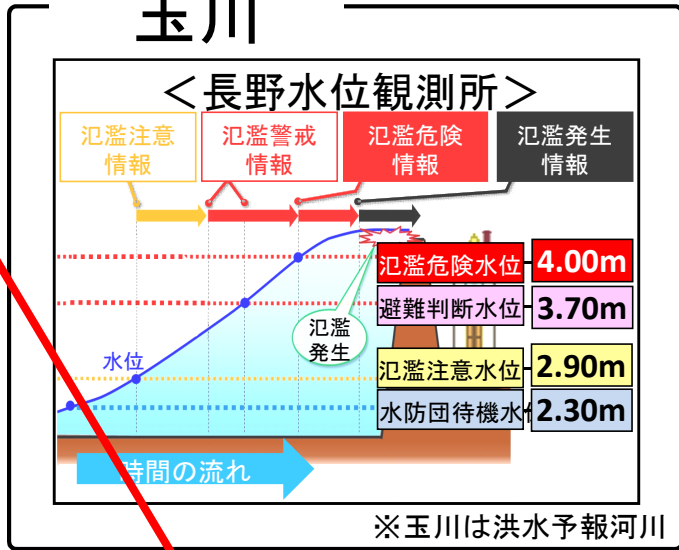 玉川
＜長野水位観測所＞
氾濫注意
情報
氾濫警戒
情報
氾濫危険
情報
氾濫発生
情報
氾濫危険水位
4.00m
避難判断水位
3.70m
氾濫
発生
水位
氾濫注意水位
2.90m
水防団待機水
2.30m
時間の流れ
※玉川は洪水予報河川